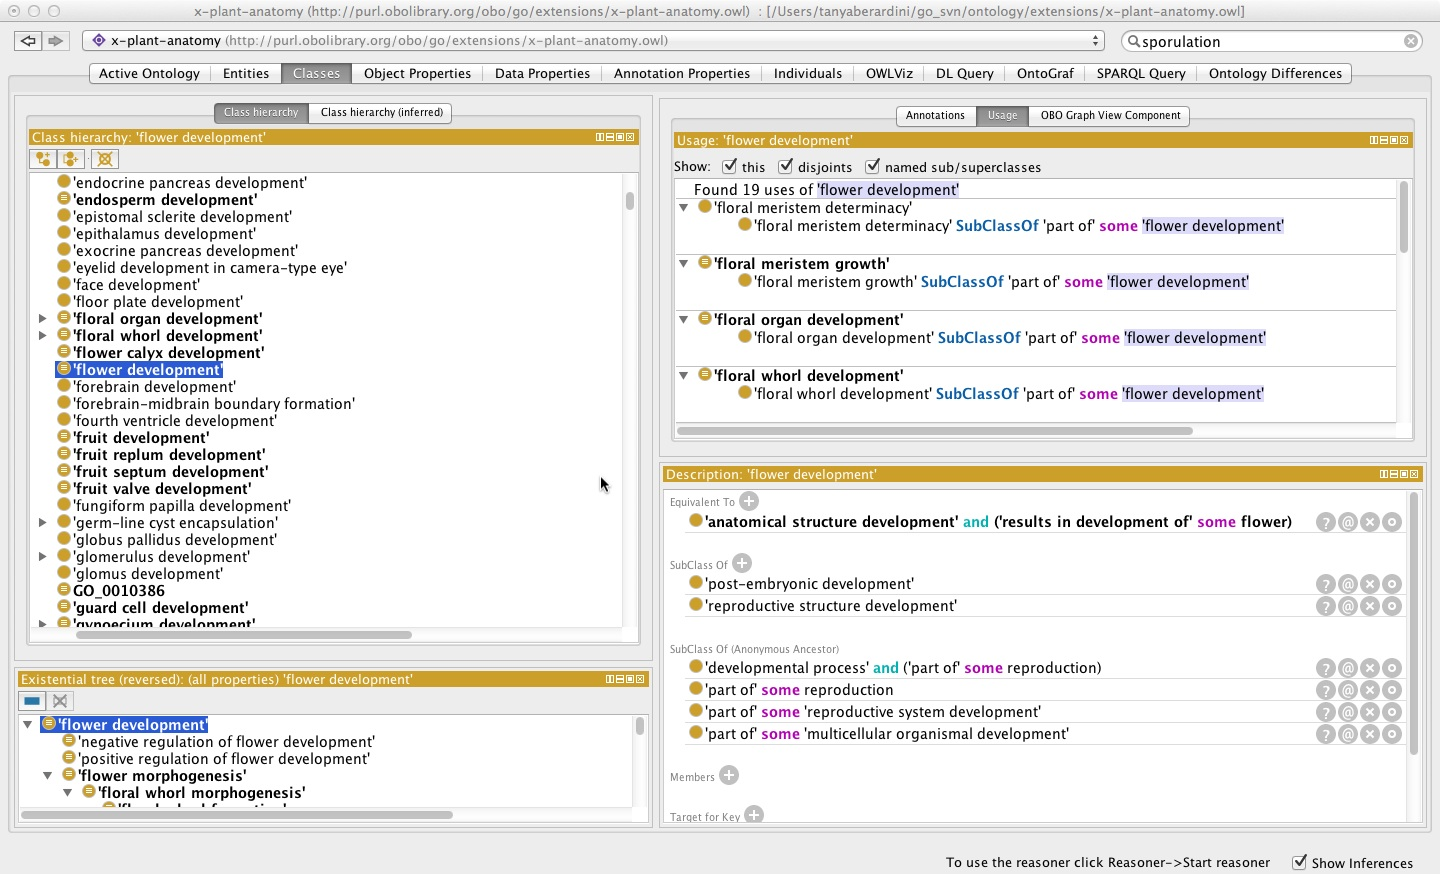 x-plant-anatomy (http://purl.obolibrary.org/obo/go/extensions/x-plant-anatomy.owl) : [/Users/tanyaberardini/go_svn/ontology/extensions/x-plant-anatomy.owl]
x-plant-anatomy (http://purl.obolibrary.org/obo/go/extensions/x-plant-anatomy.owl)
sporulation
Active Ontology Entities Classes Object Properties Data Properties Annotation Properties Individuals OWLViz DL Query OntoGraf SPARQL Query Ontology Differences
Class hierarchy Class hierarchy (inferred)
Class hierarchy: 'flower development'
'endocrine pancreas development'
'endosperm development'
'epistomal sclerite development'
'epithalamus development'
'exocrine pancreas development'
'eyelid development in camera-type eye'
'face development'
'floor plate development'
'floral organ development'
'floral whorl development'
'flower calyx development'
'flower development'
'forebrain development'
'forebrain-midbrain boundary formation'
'fourth ventricle development'
'fruit development'
'fruit replum development'
'fruit septum development'
'fruit valve development'
'fungiform papilla development'
'germ-line cyst encapsulation'
'globus pallidus development'
'glomerulus development'
'glomus development'
GO_0010386
'guard cell development'
'gynoecium development'
Existential tree (reversed): (all properties) 'flower development'
'flower development'
'negative regulation of flower development'
'positive regulation of flower development'
'flower morphogenesis'
'floral whorl morphogenesis'
Annotations Usage OBO Graph View Component
Usage: 'flower development'
Show: this disjoints named sub/superclasses
Found 19 uses of 'flower development'
'floral meristem determinacy'
'floral meristem determinacy' SubClassOf 'part of' some 'flower development'
'floral meristem growth'
'floral meristem growth' SubClassOf 'part of' some 'flower development'
'floral organ development'
'floral organ development' SubClassOf 'part of' some 'flower development'
'floral whorl development'
'floral whorl development' SubClassOf 'part of' some 'flower development'
Description: 'flower development'
Equivalent To
'anatomical structure development' and ('results in development of' some flower)
SubClass Of
'post-embryonic development'
'reproductive structure development'
SubClass Of (Anonymous Ancestor)
'developmental process' and ('part of' some reproduction)
'part of' some reproduction
'part of' some 'reproductive system development'
'part of' some 'multicellular organismal development'
Members
Target for Key
To use the reasoner click Reasoner->Start reasoner Show Inferences